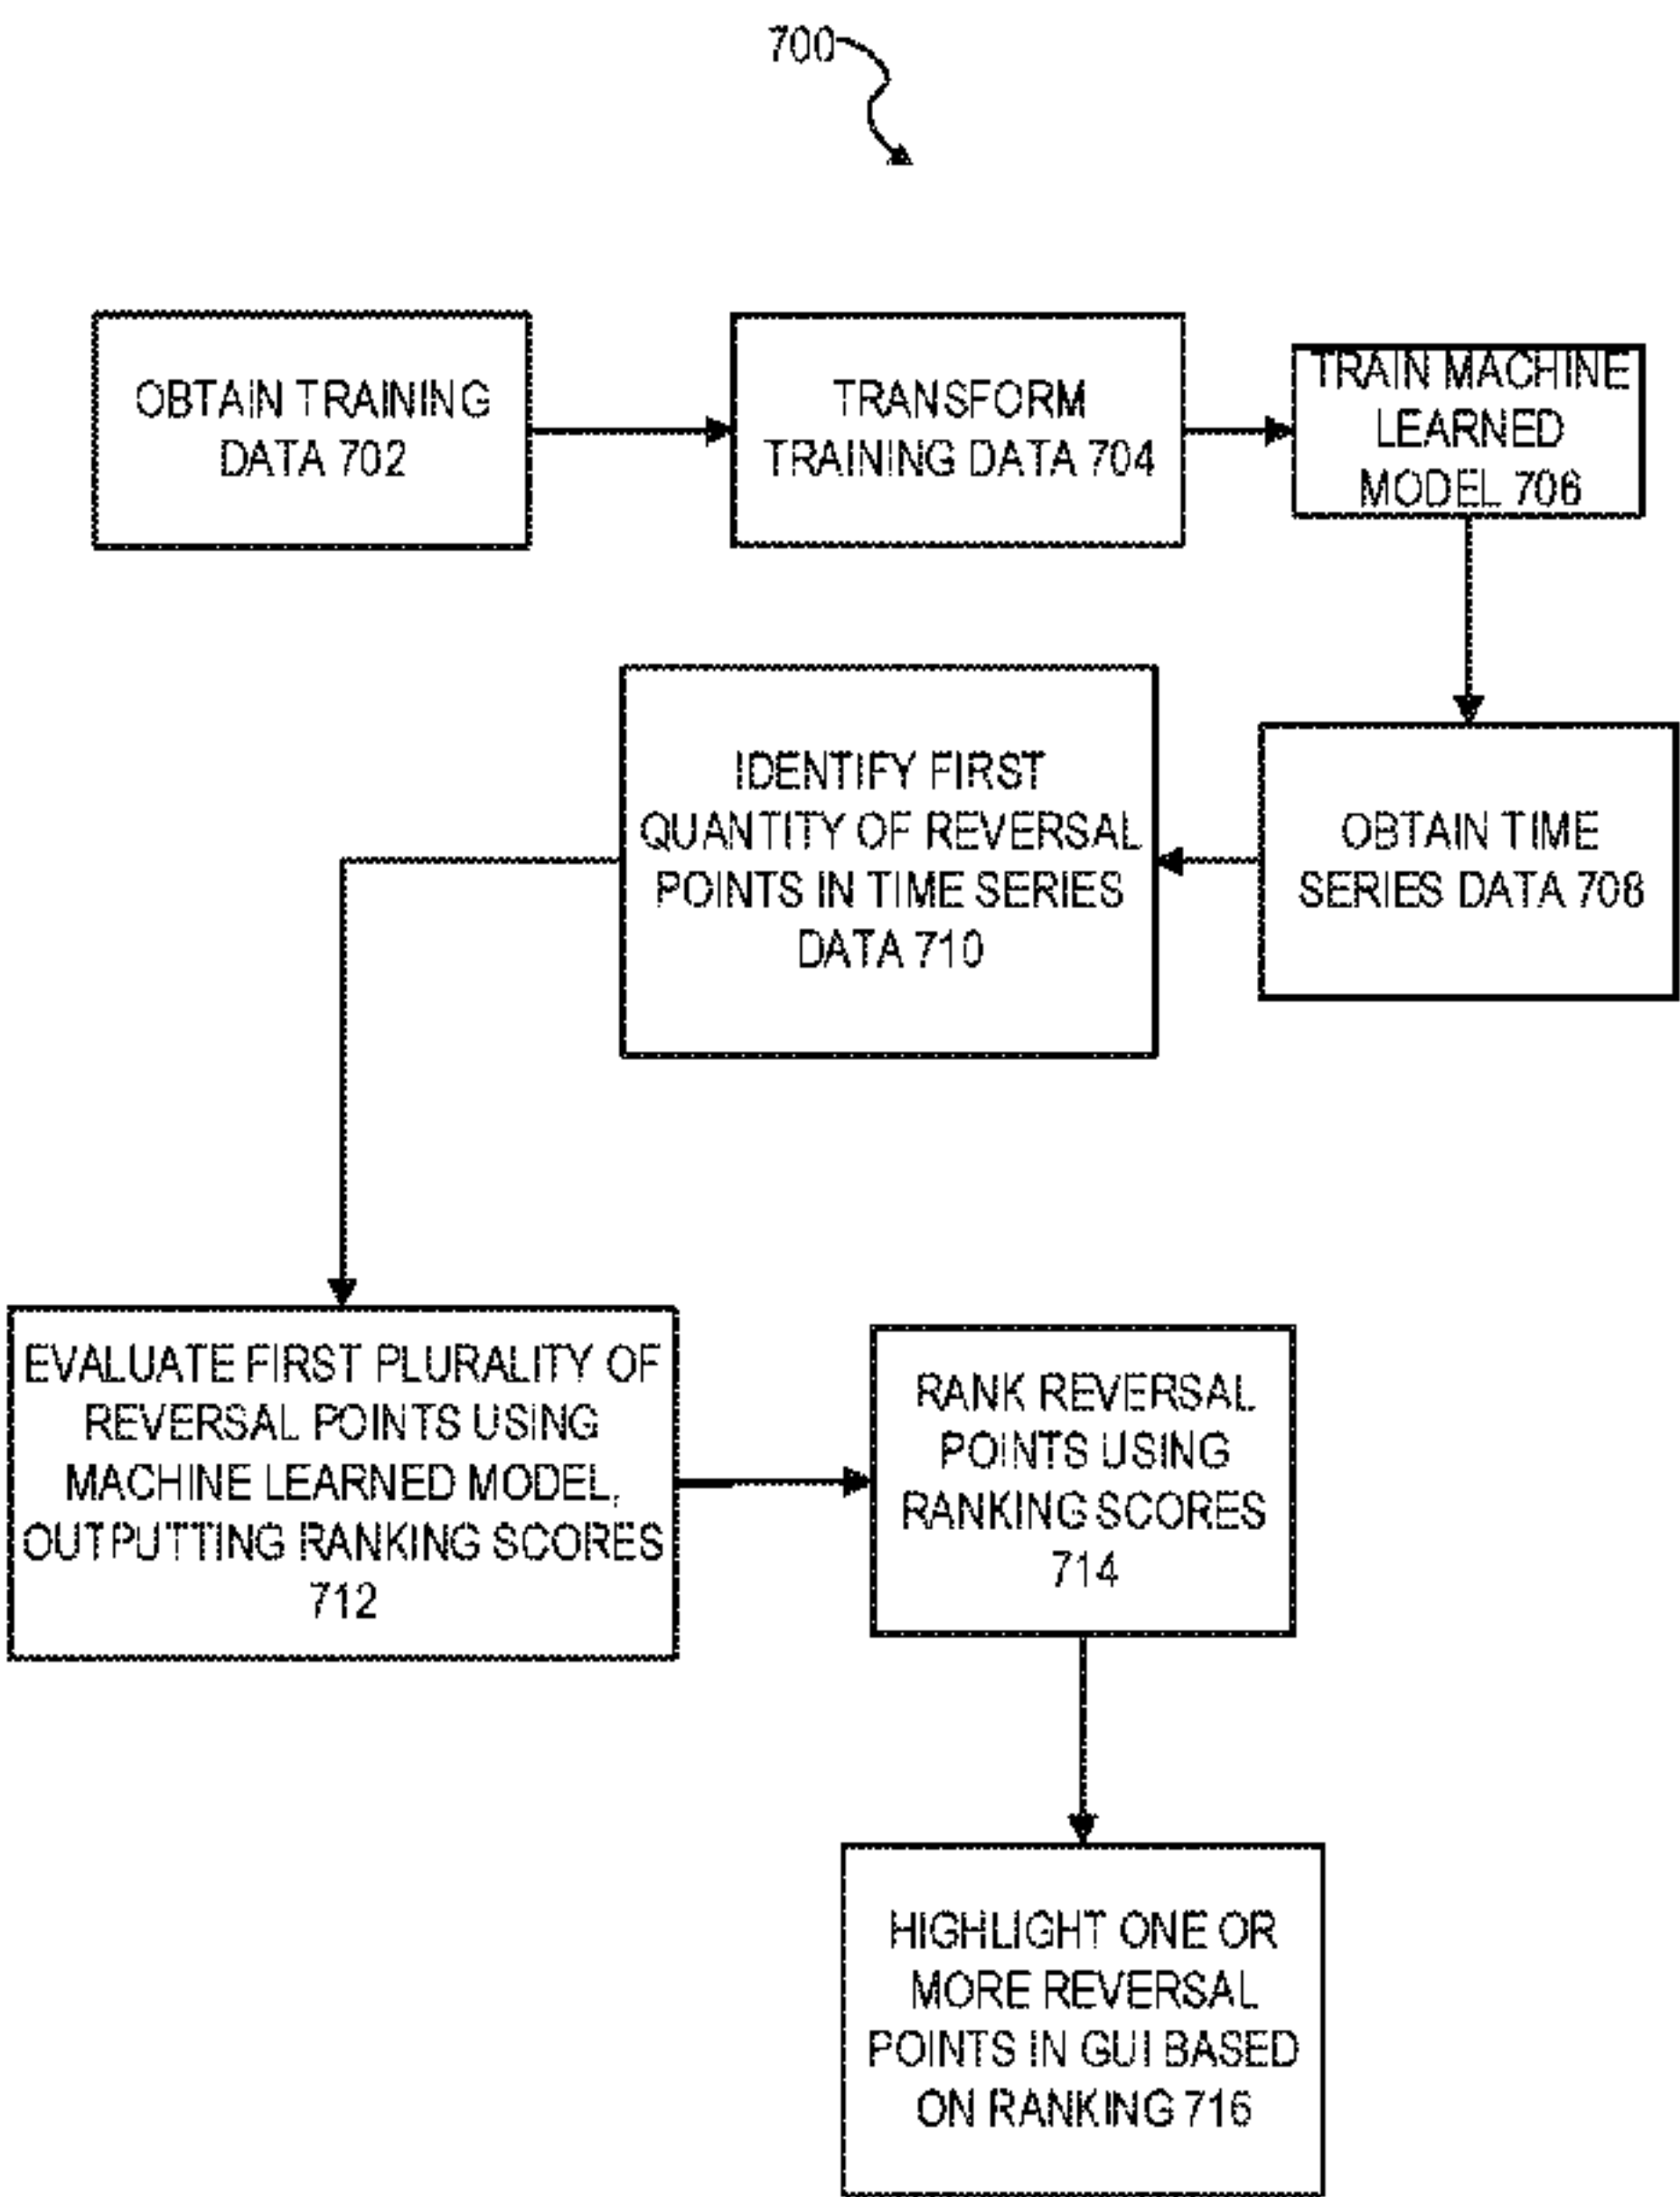 700
OBTAIN TRAINING
DATA 702
TRANSFORM
TRAINING DATA 704
TRAIN MACHINE
LEARNED
MODEL 706
OBTAIN TIME
SERIES DATA 708
IDENTIFY FIRST
QUANTITY OF REVERSAL
POINTS IN TIME SERIES
DATA 710
EVALUATE FIRST PLURALITY OF
REVERSAL POINTS USING
MACHINE LEARNED MODEL,
OUTPUTTING RANKING SCORES
712
RANK REVERSAL
POINTS USING
RANKING SCORES
714
HIGHLIGHT ONE OR
MORE REVERSAL
POINTS IN GUI BASED
ON RANKING 716